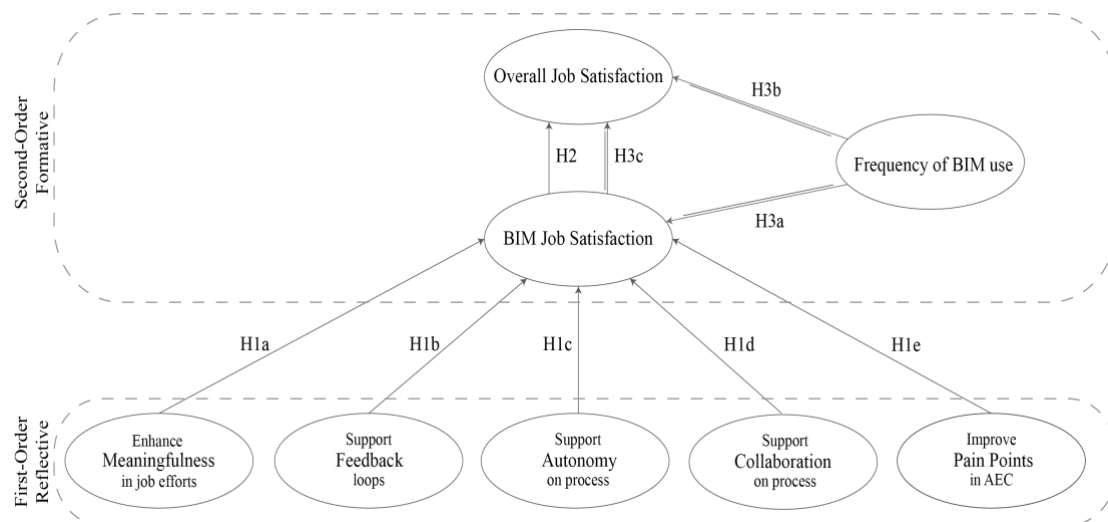 Second-Order
Formative
Overall Job Satisfaction
H3b
H2
H3c
Frequency of BIM use
H3a
BIM Job Satisfaction
H1a
H1b
H1c
H1d
H1e
First-Order
Reflective
Enhance
Meaningfulness
in job efforts
Support
Feedback
loops
Support
Autonomy
on process
Support
Collaboration
on process
Improve
Pain Points
in AEC